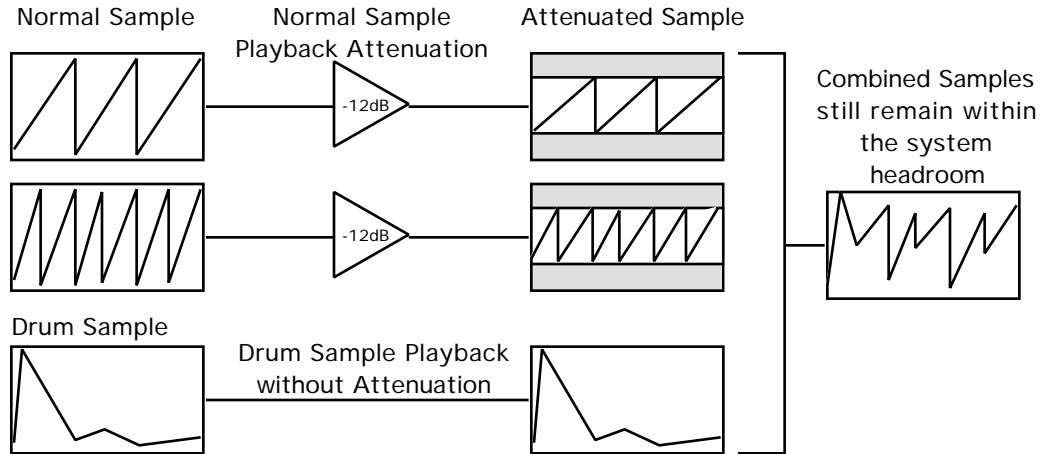 Normal Sample
Normal Sample
Playback Attenuation
Attenuated Sample
-12dB
Combined Samples
still remain within
the system
headroom
-12dB
Drum Sample
Drum Sample Playback
without Attenuation